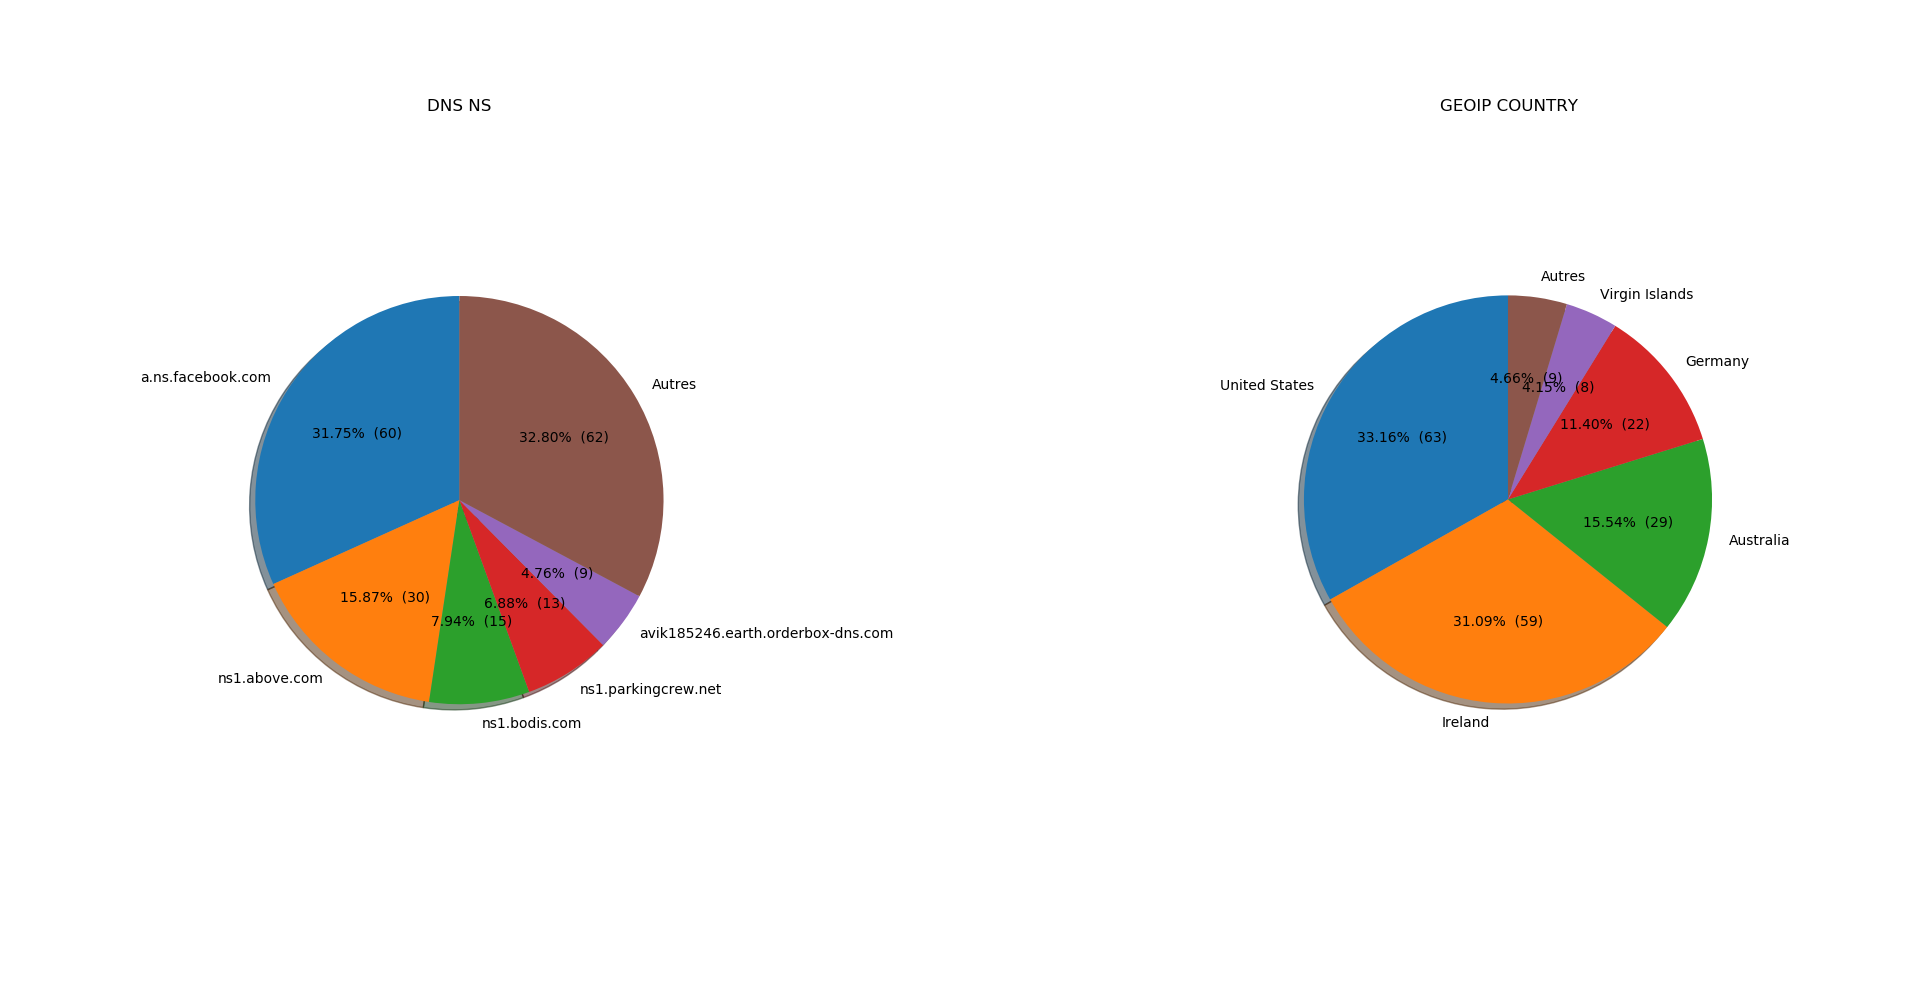 DNS NS
a.ns.facebook.com
31.75%  (60)
Autres
32.80%  (62)
15.87%  (30)
ns1.above.com
7.94%  (15)
ns1.bodis.com
6.88%  (13)
ns1.parkingcrew.net
4.76%  (9)
avik185246.earth.orderbox-dns.com
GEOIP COUNTRY
Autres
4.66%  (9)
Virgin Islands
4.15%  (8)
Germany
11.40%  (22)
United States
33.16%  (63)
15.54%  (29)
Australia
31.09%  (59)
Ireland